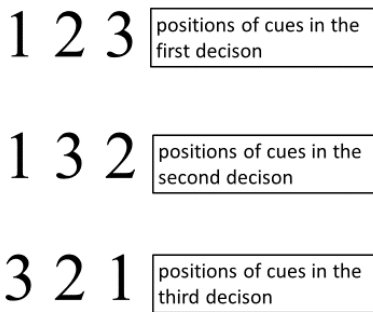 1 2 3
positions of cues in the
first decison
1 3 2
positions of cues in the
second decison
3 2 1
positions of cues in the
third decison